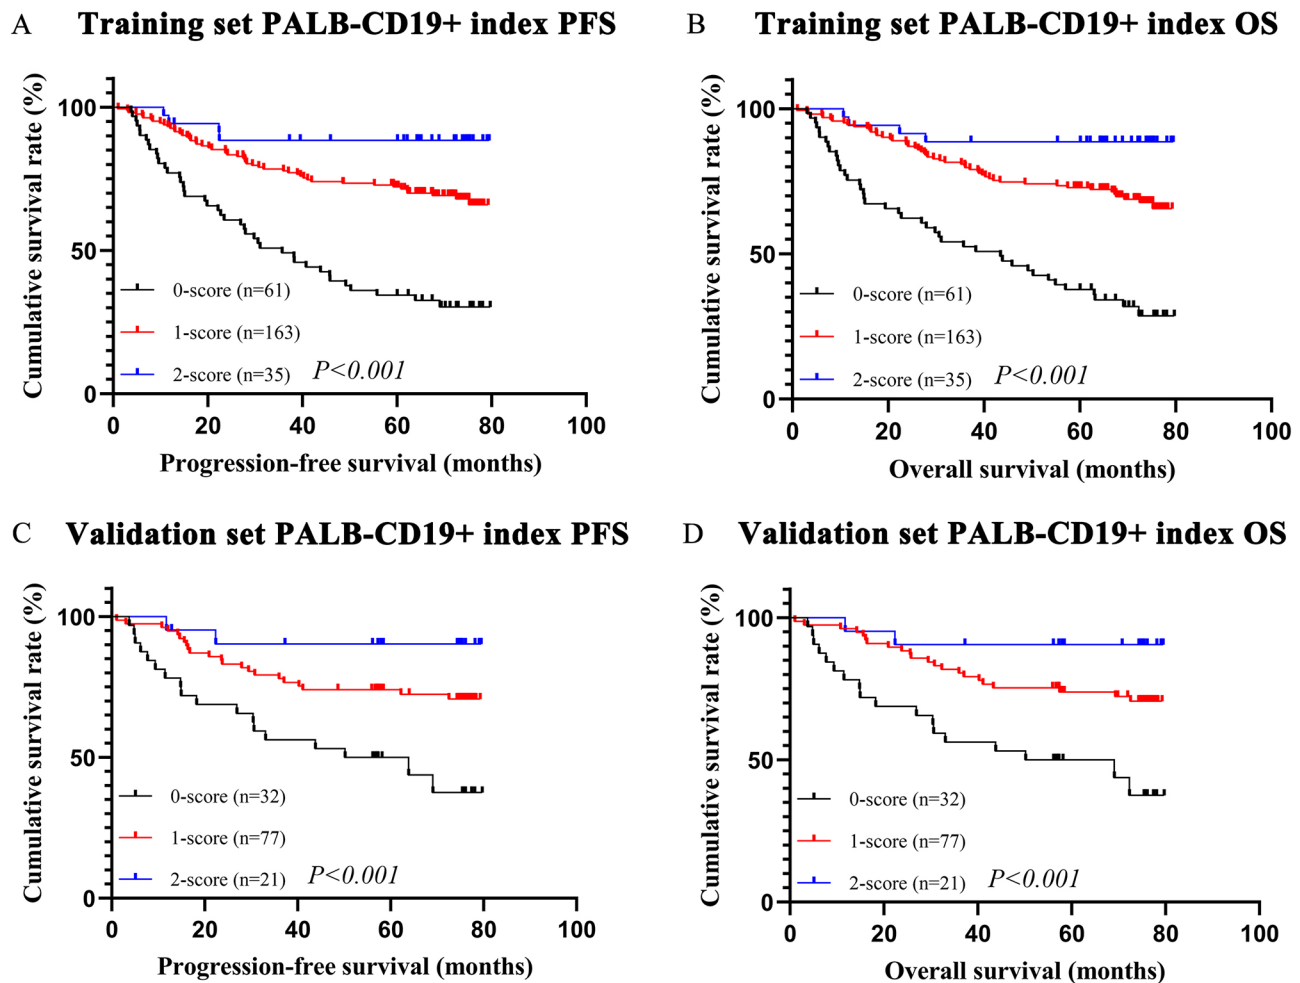 A Training set PALB-CD19+ index PFS
Cumulative survival rate (%)
100
50
0
0-score (n=61)
1-score (n=163)
2-score (n=35) P<0.001
0 20 40 60 80 100
Progression-free survival (months)
B Training set PALB-CD19+ index OS
Cumulative survival rate (%)
100
50
0
0-score (n=61)
1-score (n=163)
2-score (n=35) P<0.001
0 20 40 60 80 100
Overall survival (months)
C Validation set PALB-CD19+ index PFS
Cumulative survival rate (%)
100
50
0
0-score (n=32)
1-score (n=77)
2-score (n=21) P<0.001
0 20 40 60 80 100
Progression-free survival (months)
D Validation set PALB-CD19+ index OS
Cumulative survival rate (%)
100
50
0
0-score (n=32)
1-score (n=77)
2-score (n=21) P<0.001
0 20 40 60 80 100
Overall survival (months)